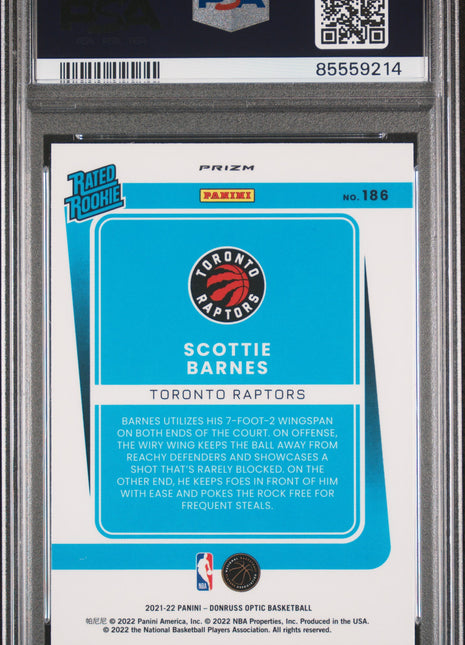 PSA
85559214
PRIZM
RATED
ROOKIE
PANINI
NO. 186
TORONTO
RAPTORS
SCOTTIE
BARNES
TORONTO RAPTORS
BARNES UTILIZES HIS 7-FOOT-2 WINGSPAN
ON BOTH ENDS OF THE COURT. ON OFFENSE,
THE WIRY WING KEEPS THE BALL AWAY FROM
REACHY DEFENDERS AND SHOWCASES A
SHOT THAT'S RARELY BLOCKED. ON THE
OTHER END, HE KEEPS FOES IN FRONT OF HIM
WITH EASE AND POKES THE ROCK FREE FOR
FREQUENT STEALS.
NBA
2021-22 PANINI – DONRUSS OPTIC BASKETBALL
帕尼尼 © 2022 Panini America, Inc. © 2022 NBA Properties, Inc. Produced in the USA.
© 2022 the National Basketball Players Association. All rights reserved.